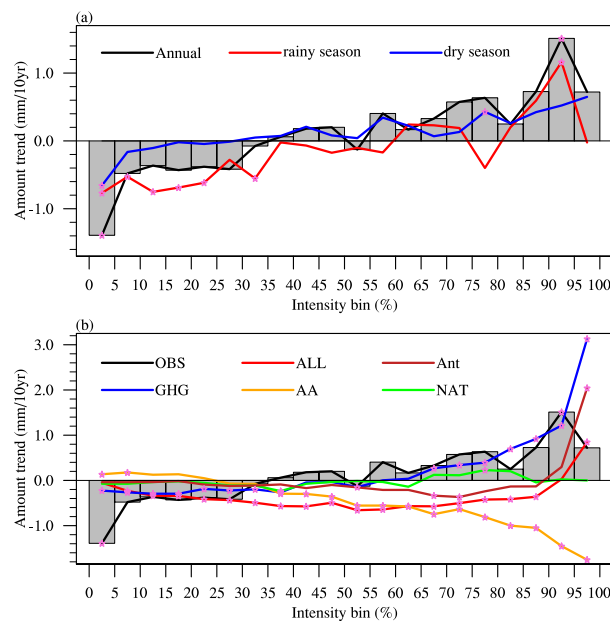 (a)
Annual rainy season dry season
1.0
0.0
-1.0
Amount trend (mm/10yr)
0 5 10 15 20 25 30 35 40 45 50 55 60 65 70 75 80 85 90 95 100
Intensity bin (%)
(b)
OBS ALL Ant
GHG AA NAT
3.0
2.0
1.0
0.0
-1.0
Amount trend (mm/10yr)
0 5 10 15 20 25 30 35 40 45 50 55 60 65 70 75 80 85 90 95 100
Intensity bin (%)